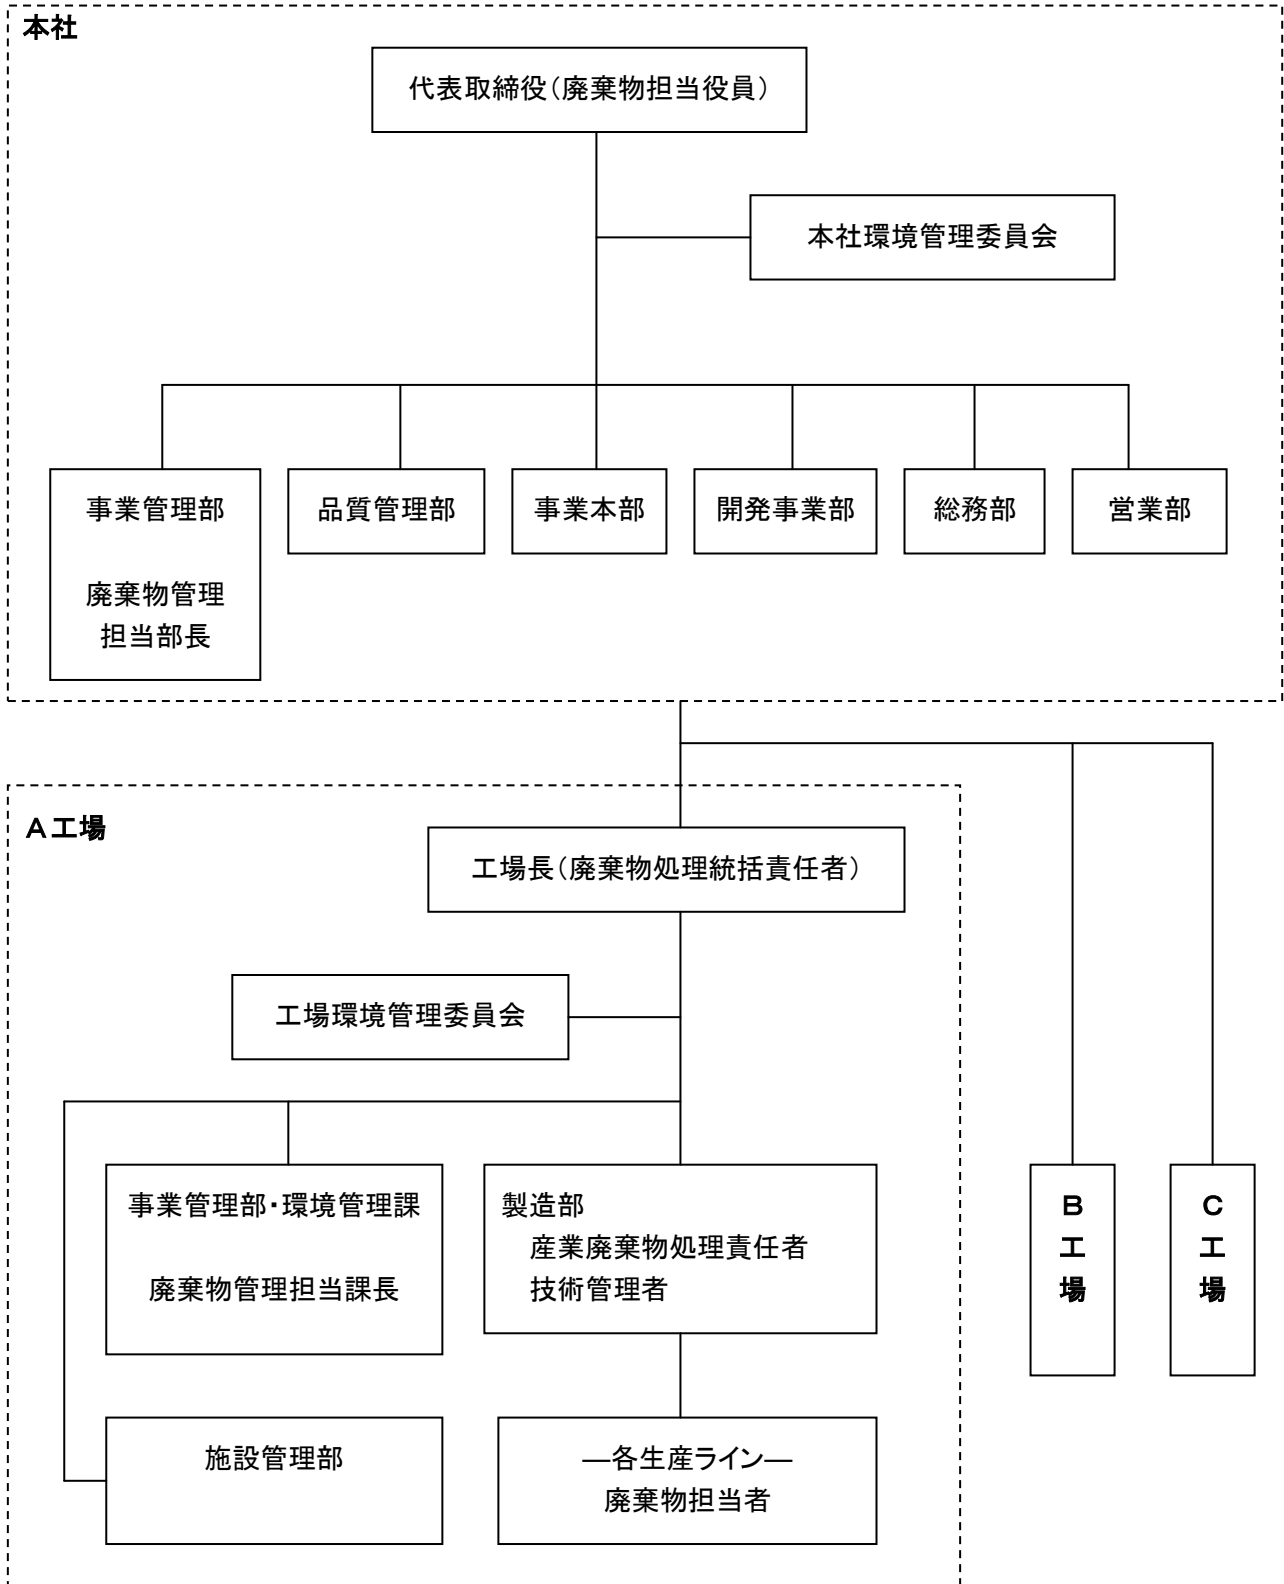 本社
代表取締役(廃棄物担当役員)
本社環境管理委員会
事業管理部
廃棄物管理
担当部長
品質管理部
事業本部
開発事業部
総務部
営業部
A工場
工場長(廃棄物処理統括責任者)
工場環境管理委員会
事業管理部・環境管理課
廃棄物管理担当課長
製造部
産業廃棄物処理責任者
技術管理者
施設管理部
―各生産ライン―
廃棄物担当者
B工場
C工場